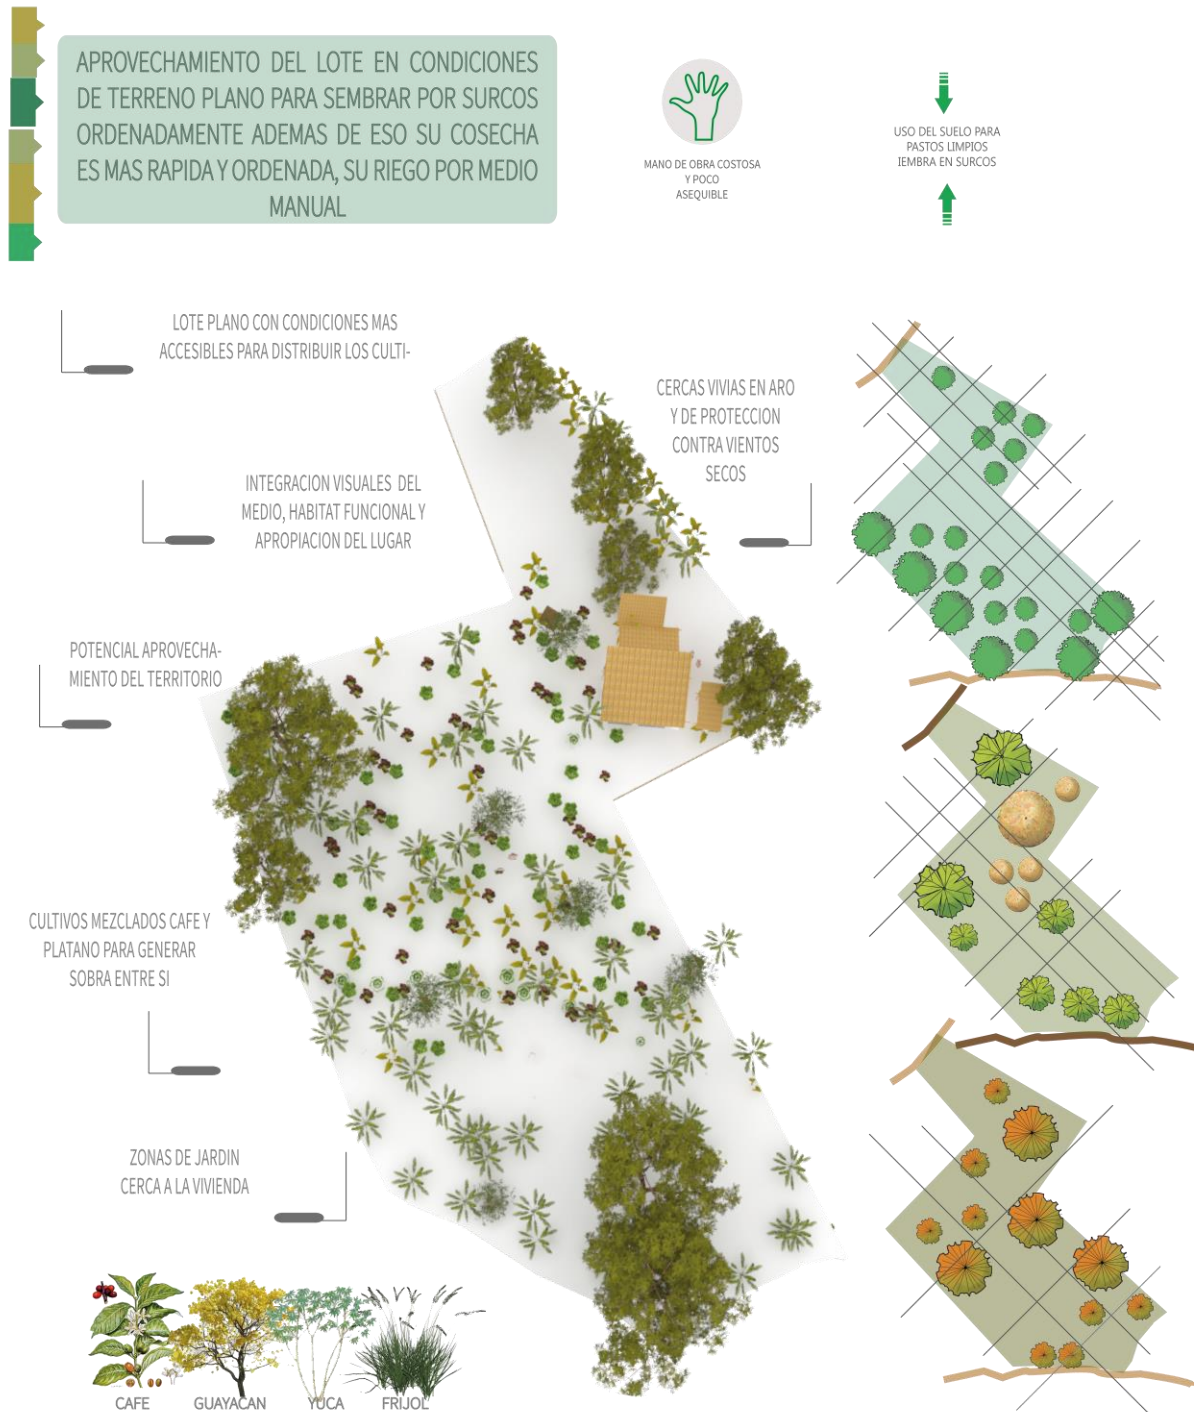 APROVECHAMIENTO DEL LOTE EN CONDICIONES
DE TERRENO PLANO PARA SEMBRAR POR SURCOS
ORDENADAMENTE ADEMAS DE ESO SU COSECHA
ES MAS RAPIDA Y ORDENADA, SU RIEGO POR MEDIO
MANUAL
MANO DE OBRA COSTOSA
Y POCO
ASEQUIBLE
USO DEL SUELO PARA
PASTOS LIMPIOS
IEMBRA EN SURCOS
LOTE PLANO CON CONDICIONES MAS
ACCESIBLES PARA DISTRIBUIR LOS CULTI-
CERCAS VIVIAS EN ARO
Y DE PROTECCION
CONTRA VIENTOS
SECOS
INTEGRACION VISUALES DEL
MEDIO, HABITAT FUNCIONAL Y
APROPIACION DEL LUGAR
POTENCIAL APROVECHA-
MIENTO DEL TERRITORIO
CULTIVOS MEZCLADOS CAFE Y
PLATANO PARA GENERAR
SOBRA ENTRE SI
ZONAS DE JARDIN
CERCA A LA VIVIENDA
CAFE
GUAYACAN
YUCA
FRIJOL